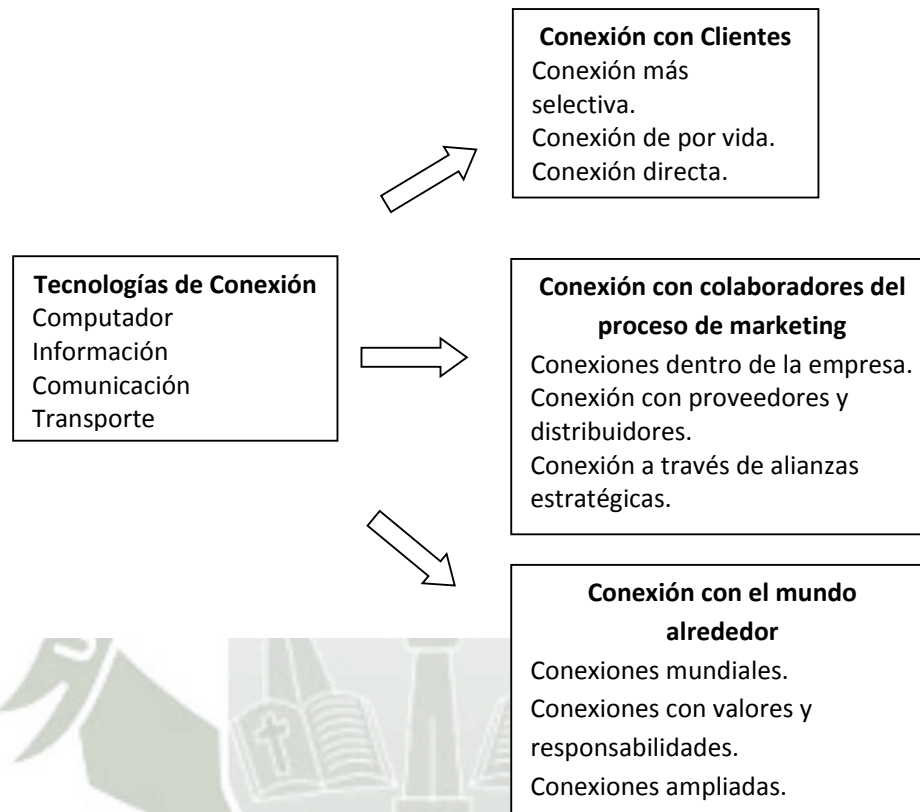 Conexión con Clientes
Conexión más
selectiva.
Conexión de por vida.
Conexión directa.
Tecnologías de Conexión
Computador
Información
Comunicación
Transporte
Conexión con colaboradores del
proceso de marketing
Conexiones dentro de la empresa.
Conexión con proveedores y
distribuidores.
Conexión a través de alianzas
estratégicas.
Conexión con el mundo
alrededor
Conexiones mundiales.
Conexiones con valores y
responsabilidades.
Conexiones ampliadas.